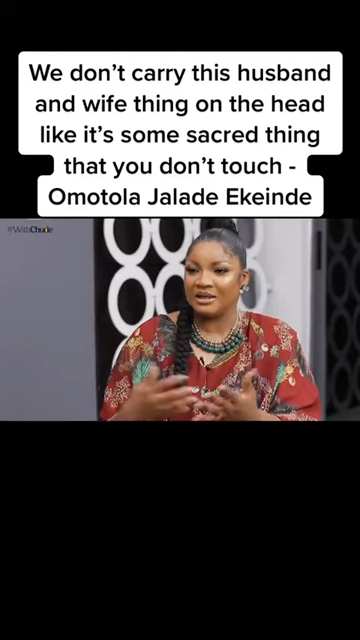 We don’t carry this husband
and wife thing on the head
like it’s some sacred thing
that you don’t touch -
Omotola Jalade Ekeinde
#WithChude